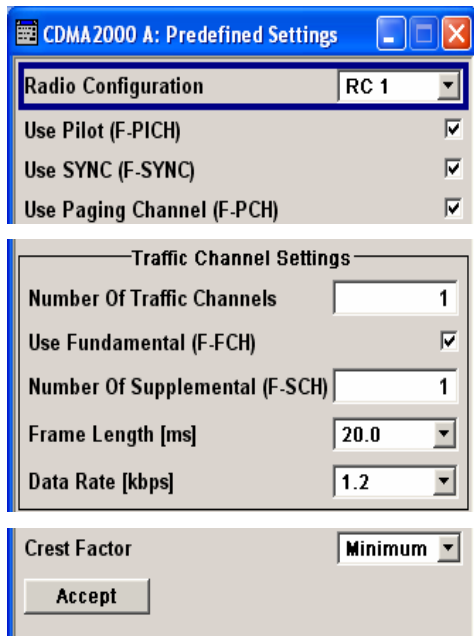 CDMA2000 A: Predefined Settings
Radio Configuration RC 1
Use Pilot (F-PICH)
Use SYNC (F-SYNC)
Use Paging Channel (F-PCH)
Traffic Channel Settings
Number Of Traffic Channels 1
Use Fundamental (F-FCH)
Number Of Supplemental (F-SCH) 1
Frame Length [ms] 20.0
Data Rate [kbps] 1.2
Crest Factor Minimum
Accept